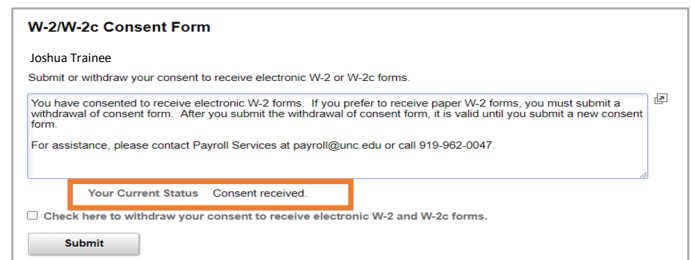 W-2/W-2c Consent Form
Joshua Trainee
Submit or withdraw your consent to receive electronic W-2 or W-2c forms.
You have consented to receive electronic W-2 forms.  If you prefer to receive paper W-2 forms, you must submit a
withdrawal of consent form.  After you submit the withdrawal of consent form, it is valid until you submit a new consent
form.
For assistance, please contact Payroll Services at payroll@unc.edu or call 919-962-0047.
Your Current Status Consent received.
Check here to withdraw your consent to receive electronic W-2 and W-2c forms.
Submit